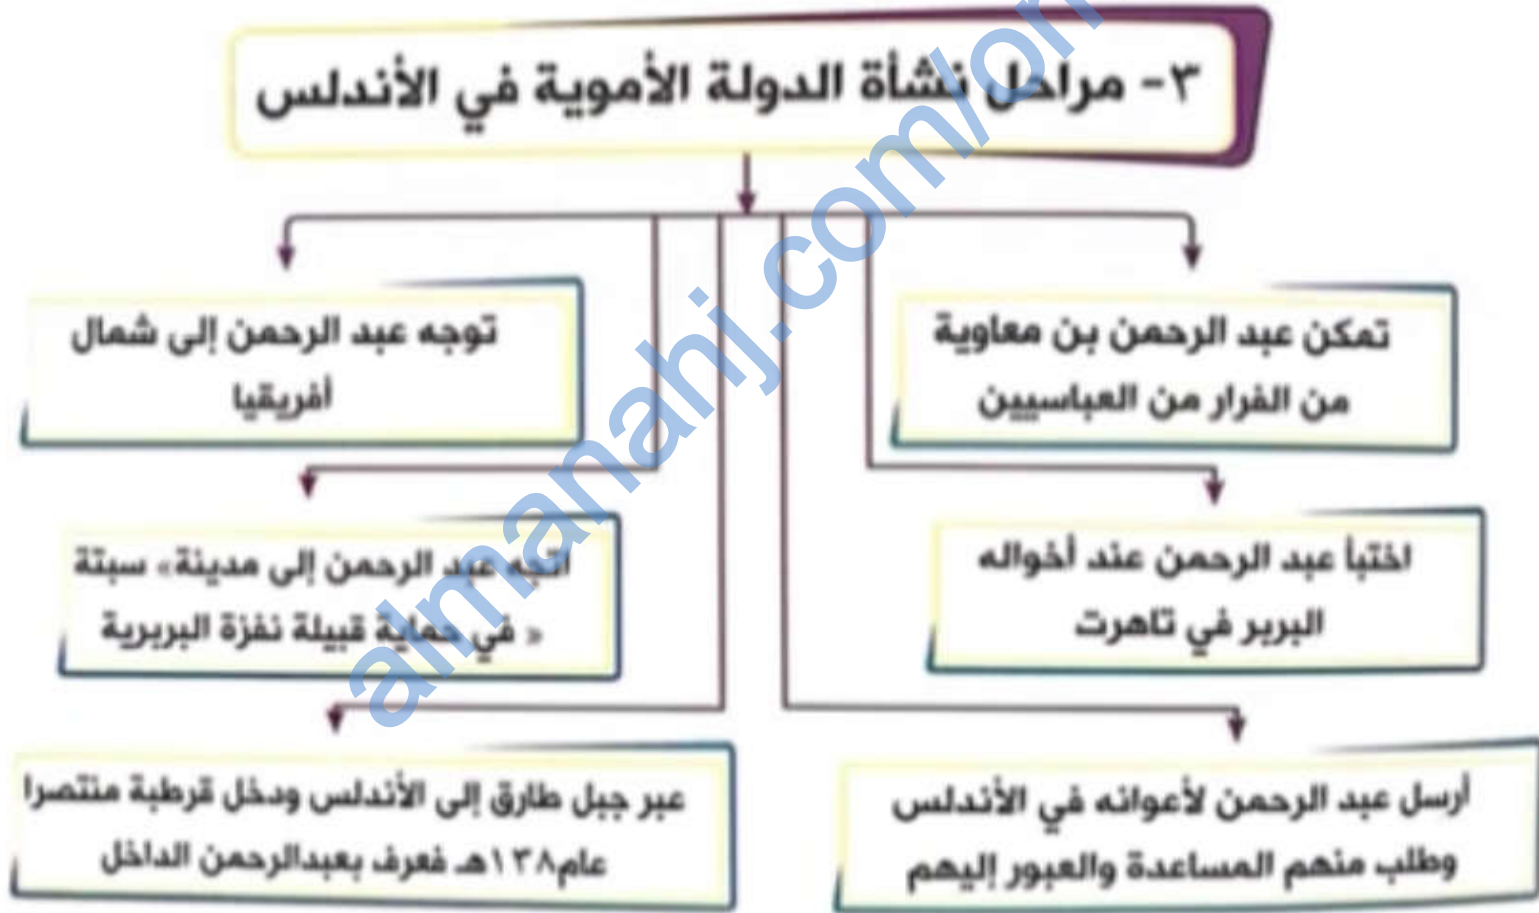 ٣- مراحل نشأة الدولة الأموية في الأندلس
تمكن عبد الرحمن بن معاوية
من الفرار من العباسيين
توجه عبد الرحمن إلى شمال
أفريقيا
اختبأ عبد الرحمن عند أخواله
البربر في تاهرت
اتجه عبد الرحمن إلى مدينة» سبتة
« في حماية قبيلة نفزة البربرية
أرسل عبد الرحمن لأعوانه في الأندلس
وطلب منهم المساعدة والعبور إليهم
عبر جبل طارق إلى الأندلس ودخل قرطبة منتصرا
عام١٣٨هـ فعرف بعبدالرحمن الداخل
almanahj.com/om